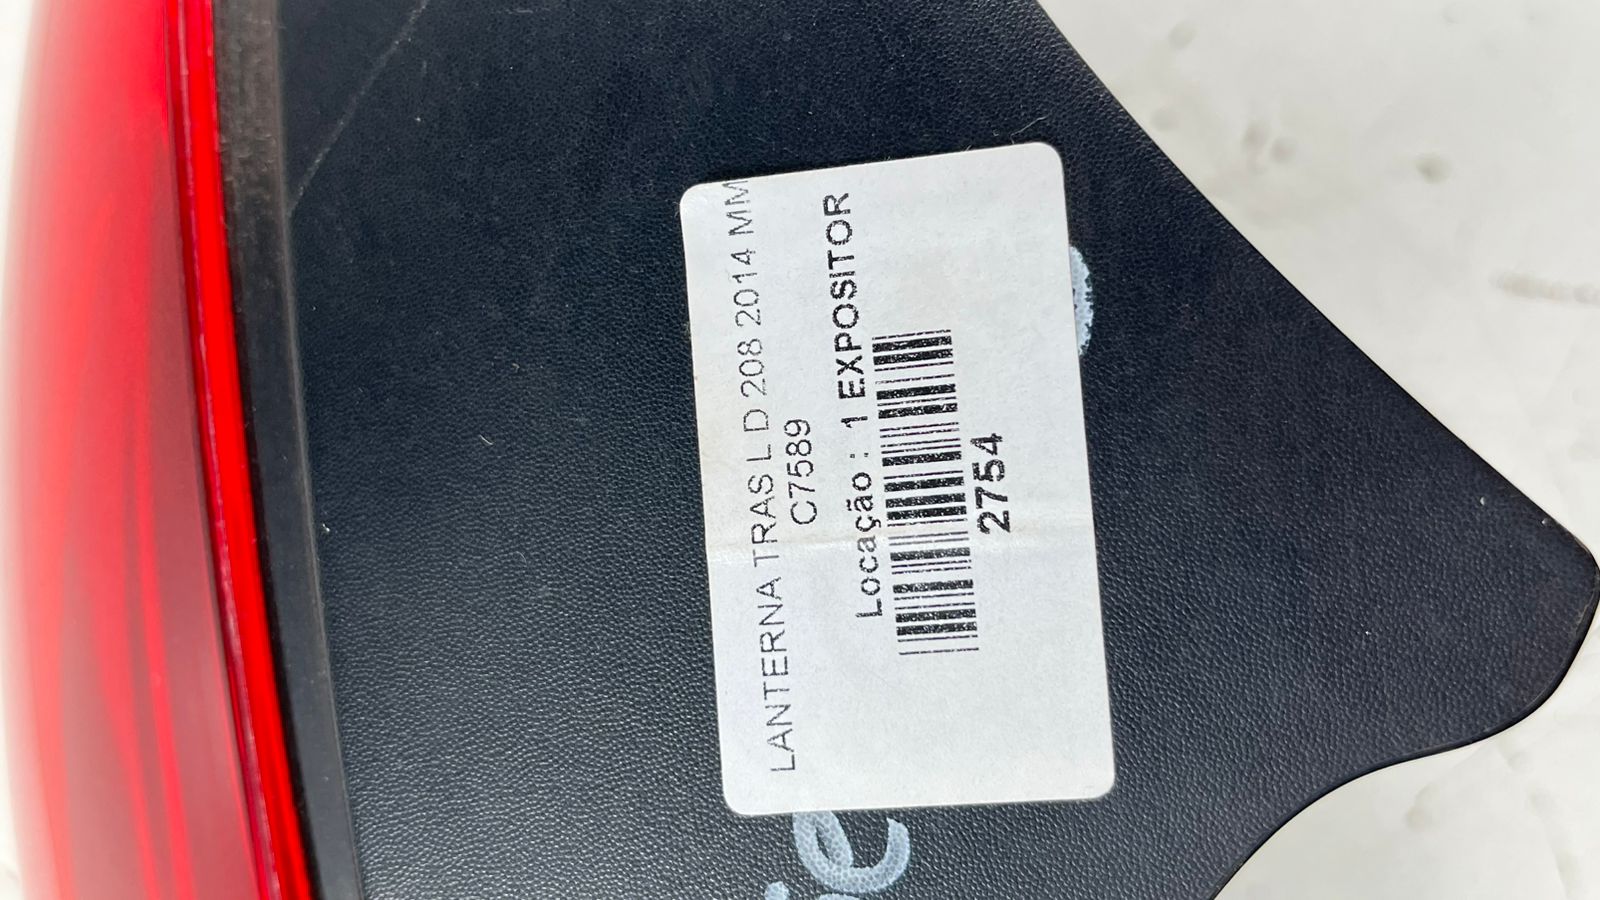 LANTERNA TRAS L D 208 2014 MM
C7589
Locação : 1 EXPOSITOR
2754